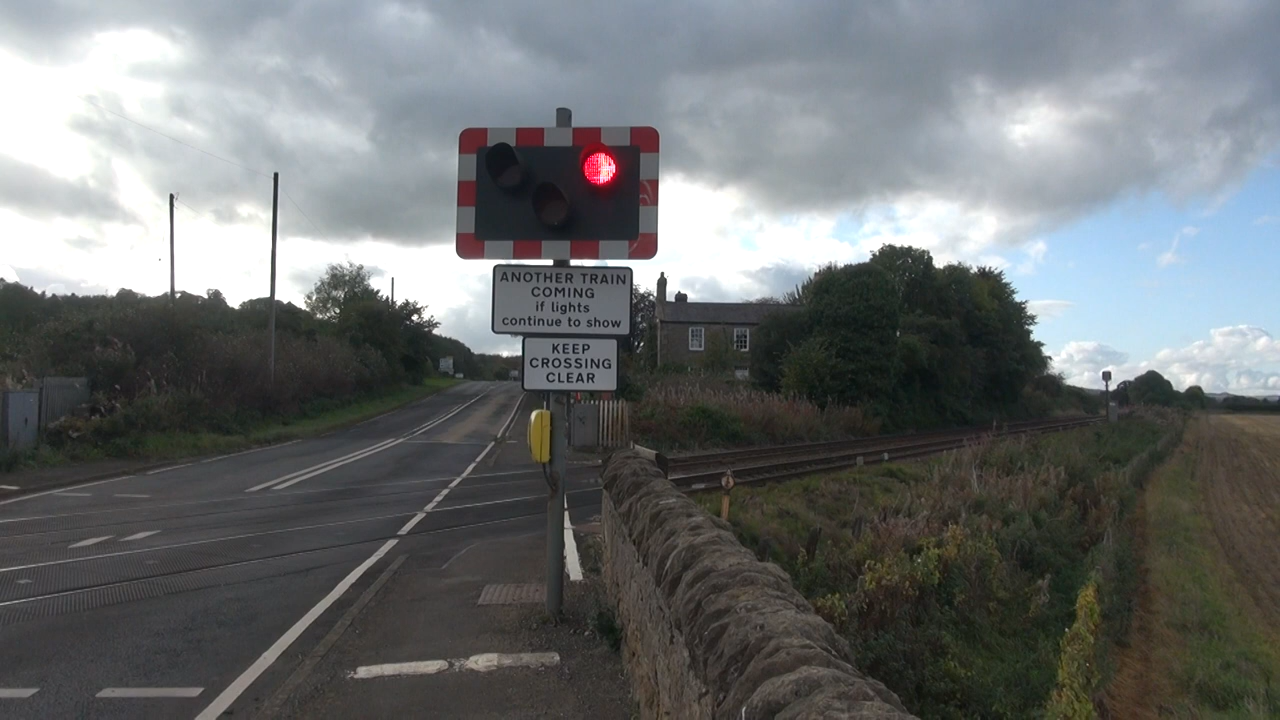 ANOTHER TRAIN
COMING
if lights
continue to show
KEEP
CROSSING
CLEAR